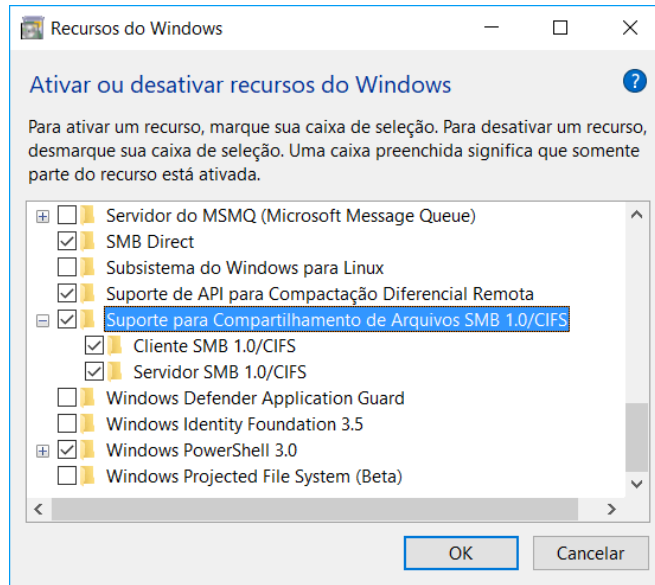 Recursos do Windows
Ativar ou desativar recursos do Windows
?
Para ativar um recurso, marque sua caixa de seleção. Para desativar um recurso,
desmarque sua caixa de seleção. Uma caixa preenchida significa que somente
parte do recurso está ativada.
Servidor do MSMQ (Microsoft Message Queue)
SMB Direct
Subsistema do Windows para Linux
Suporte de API para Compactação Diferencial Remota
Suporte para Compartilhamento de Arquivos SMB 1.0/CIFS
Cliente SMB 1.0/CIFS
Servidor SMB 1.0/CIFS
Windows Defender Application Guard
Windows Identity Foundation 3.5
Windows PowerShell 3.0
Windows Projected File System (Beta)
OK
Cancelar